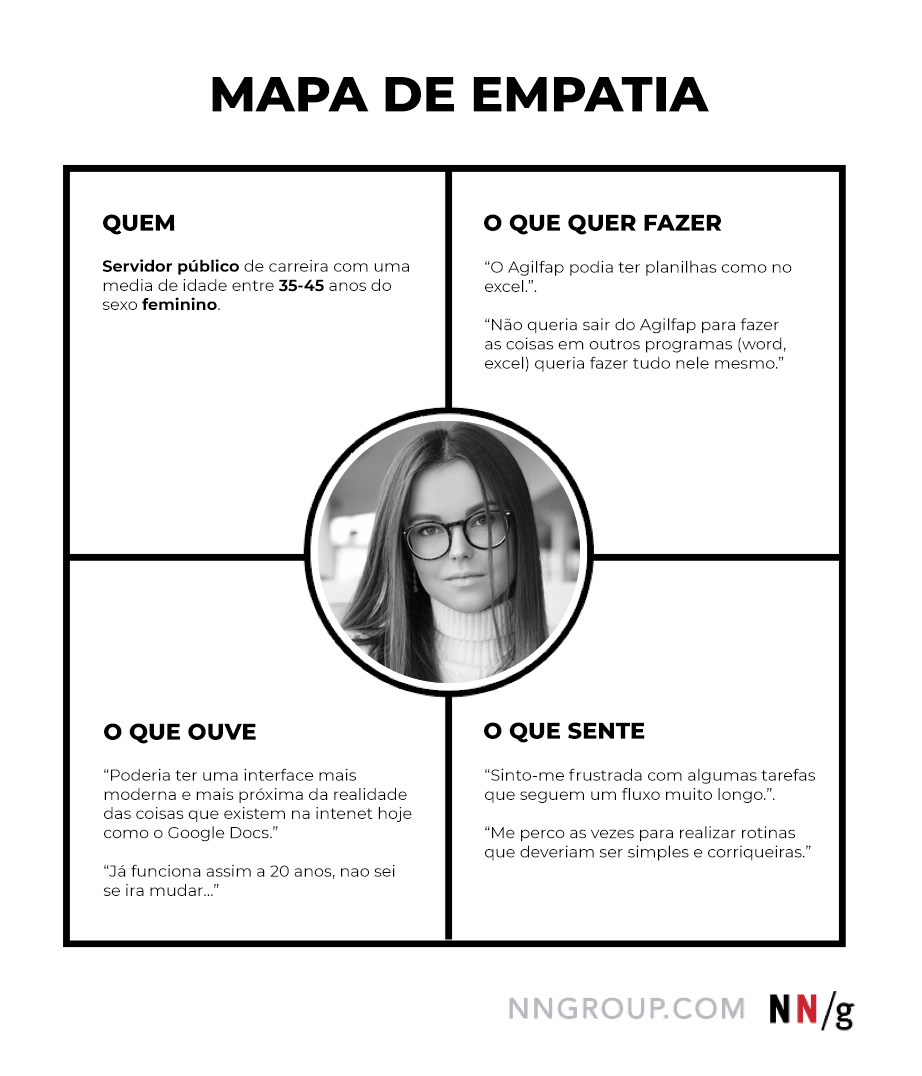 MAPA DE EMPATIA
QUEM
Servidor público de carreira com uma
media de idade entre 35-45 anos do
sexo feminino.
O QUE QUER FAZER
“O Agilfap podia ter planilhas como no
excel.”.
“Não queria sair do Agilfap para fazer
as coisas em outros programas (word,
excel) queria fazer tudo nele mesmo.”
O QUE OUVE
“Poderia ter uma interface mais
moderna e mais próxima da realidade
das coisas que existem na intenet hoje
como o Google Docs.”
“Já funciona assim a 20 anos, nao sei
se ira mudar...”
O QUE SENTE
“Sinto-me frustrada com algumas tarefas
que seguem um fluxo muito longo.”.
“Me perco as vezes para realizar rotinas
que deveriam ser simples e corriqueiras.”
NNGROUP.COM NN/g